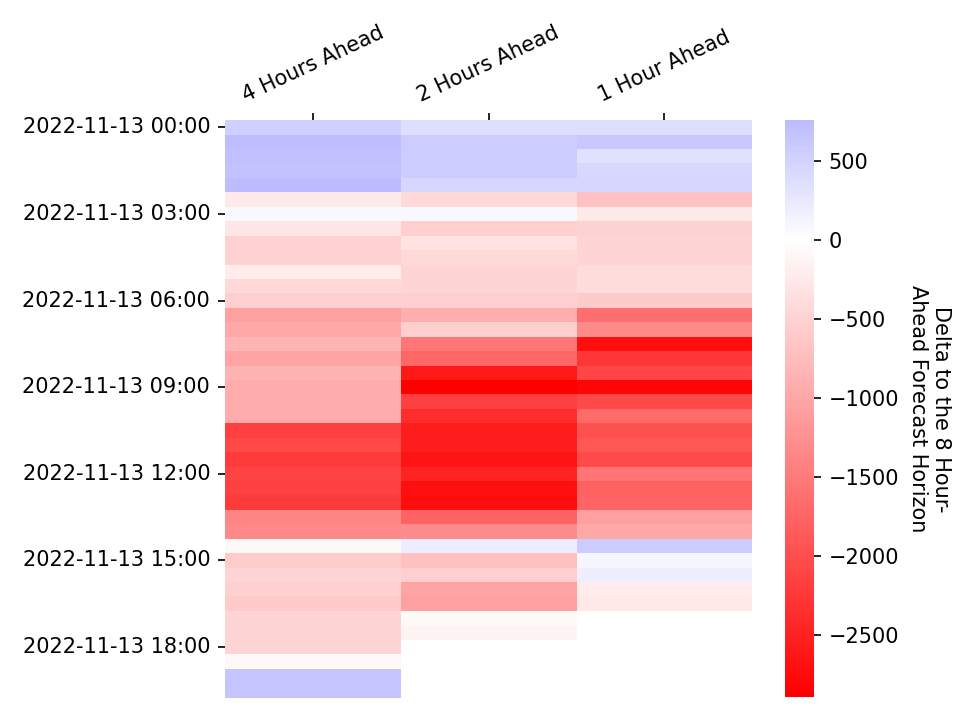 4 Hours Ahead
2 Hours Ahead
1 Hour Ahead
2022-11-13 00:00
2022-11-13 03:00
2022-11-13 06:00
2022-11-13 09:00
2022-11-13 12:00
2022-11-13 15:00
2022-11-13 18:00
500
0
−500
−1000
−1500
−2000
−2500
Delta to the 8 Hour-
Ahead Forecast Horizon